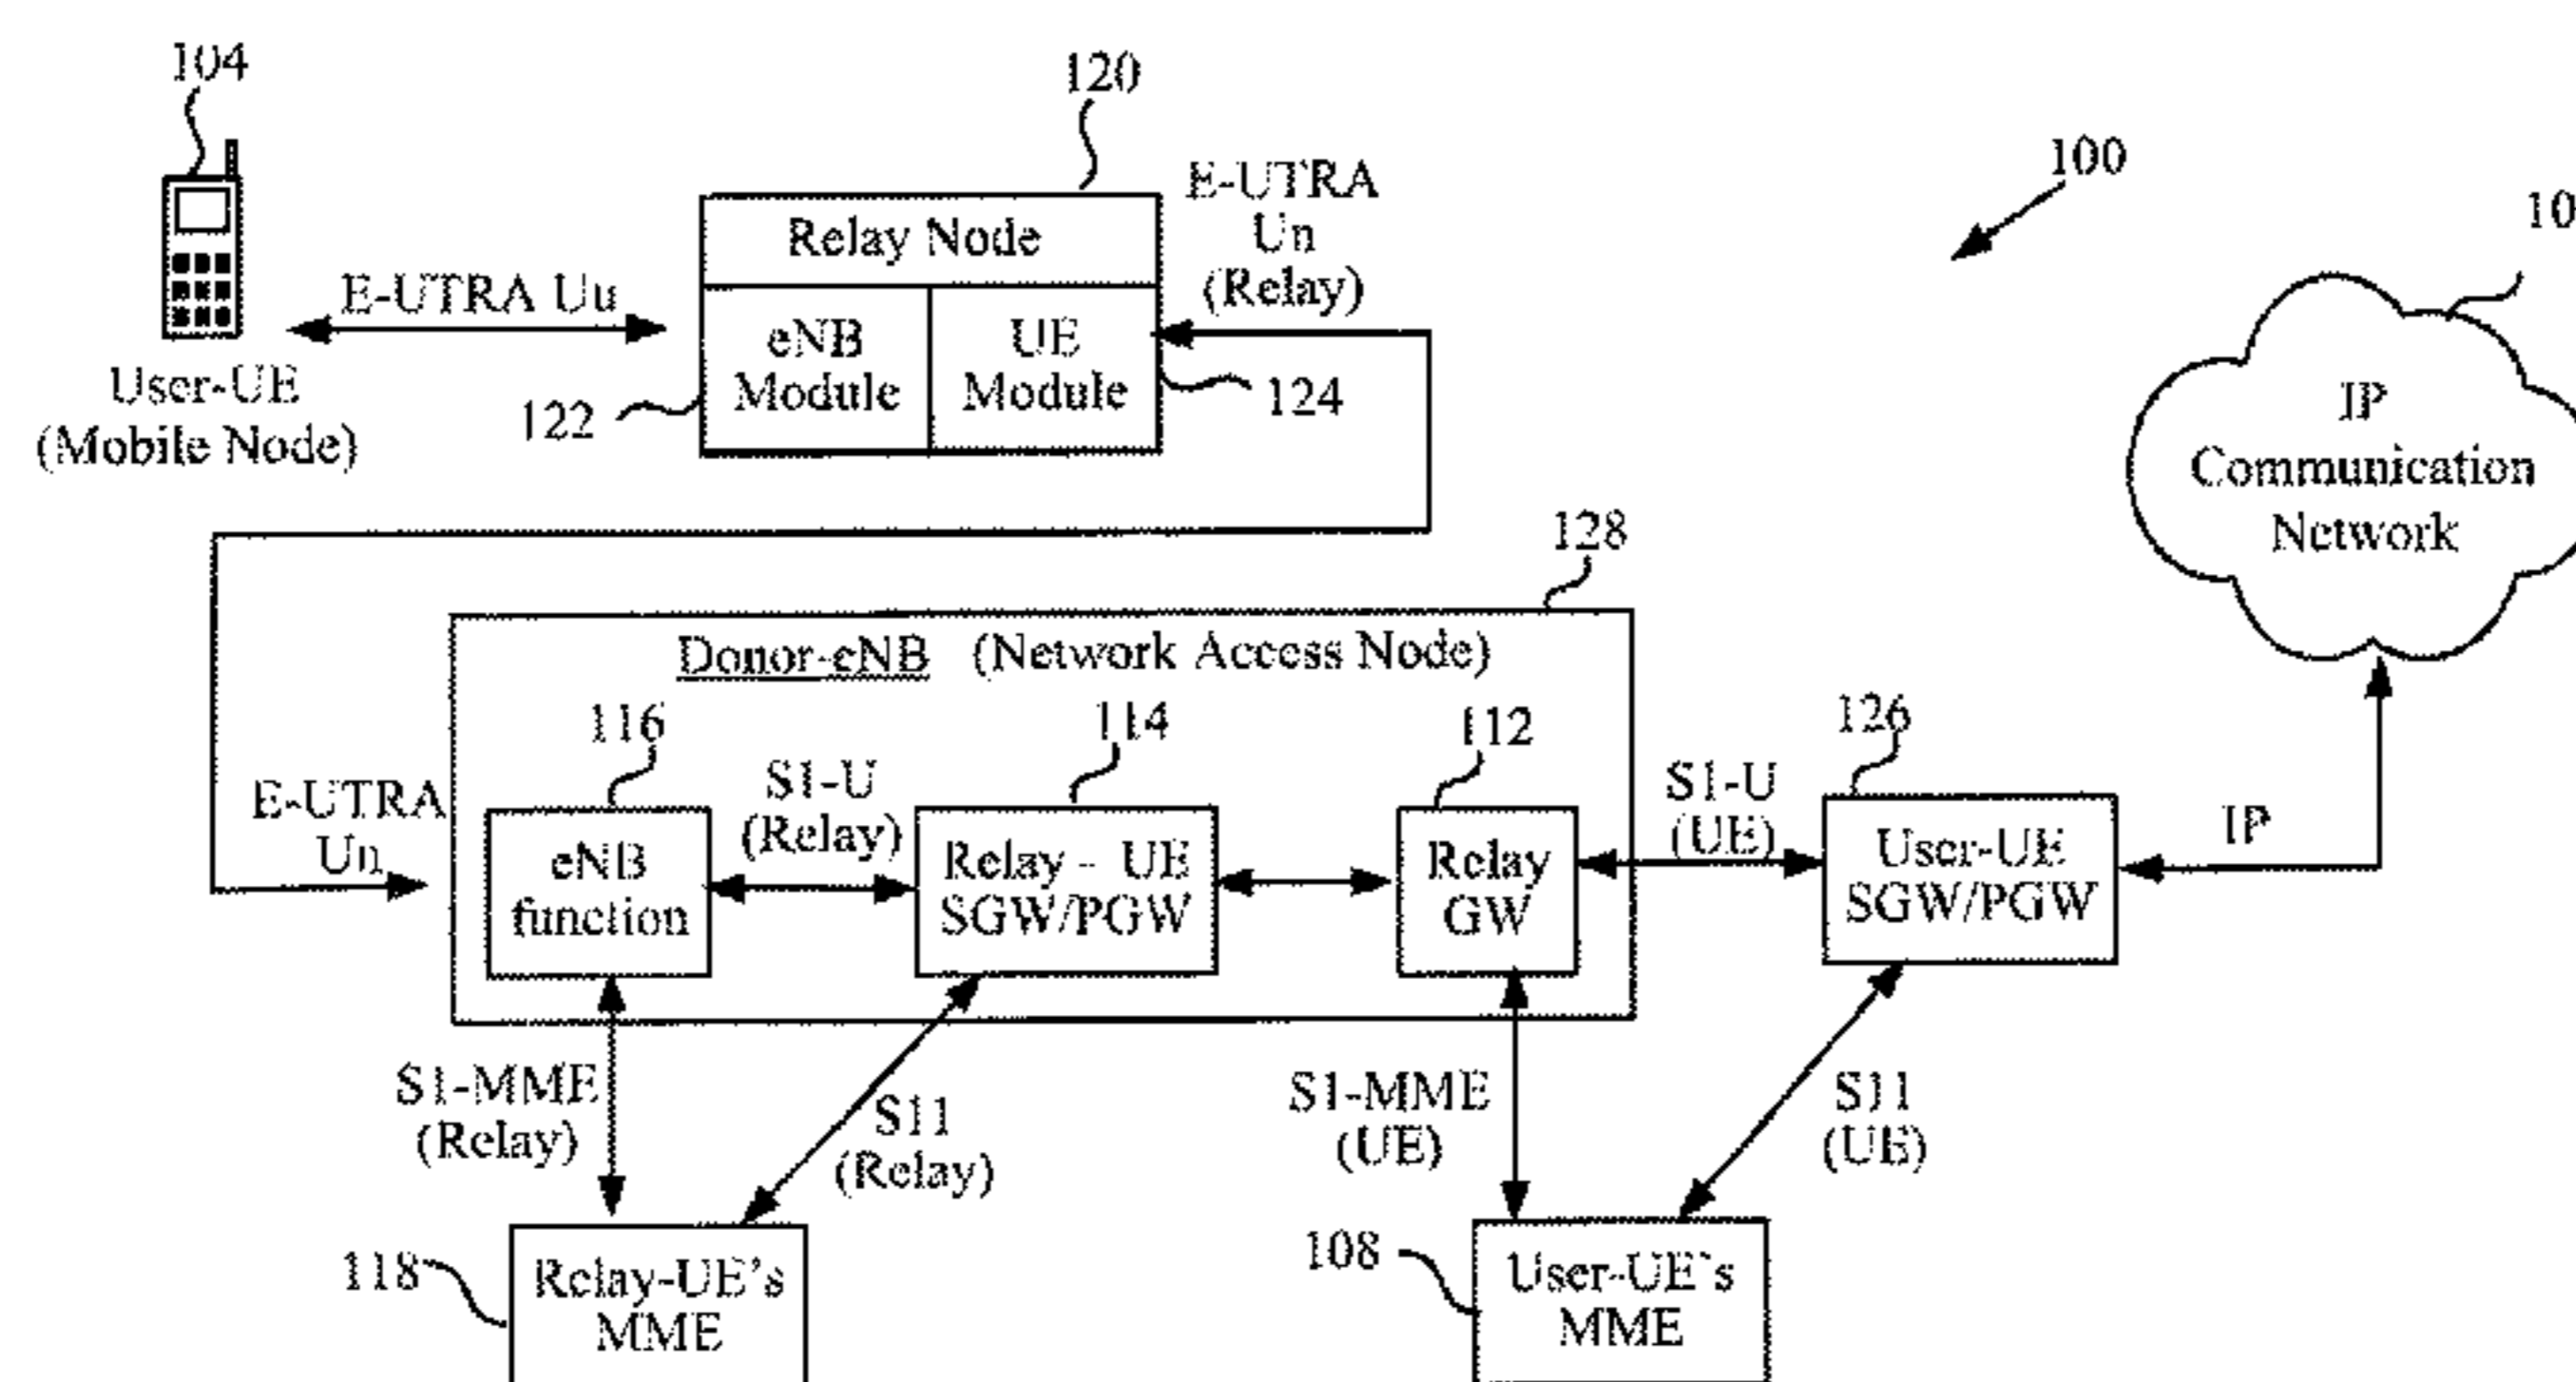 104
120
100
10
E-UTRA
Un
(Relay)
Relay Node
E-UTRA Uu
eNB
Module
UE
Module
122
124
User-UE
(Mobile Node)
IP
Communication
Network
128
Donor-eNB (Network Access Node)
116
114
112
126
E-UTRA
Un
S1-U
(Relay)
S1-U
(UE)
IP
eNB
function
Relay - UE
SGW/PGW
Relay
GW
User-UE
SGW/PGW
S1-MME
(Relay)
S11
(Relay)
S1-MME
(UE)
S11
(UE)
118
Relay-UE's
MME
108
User-UE's
MME